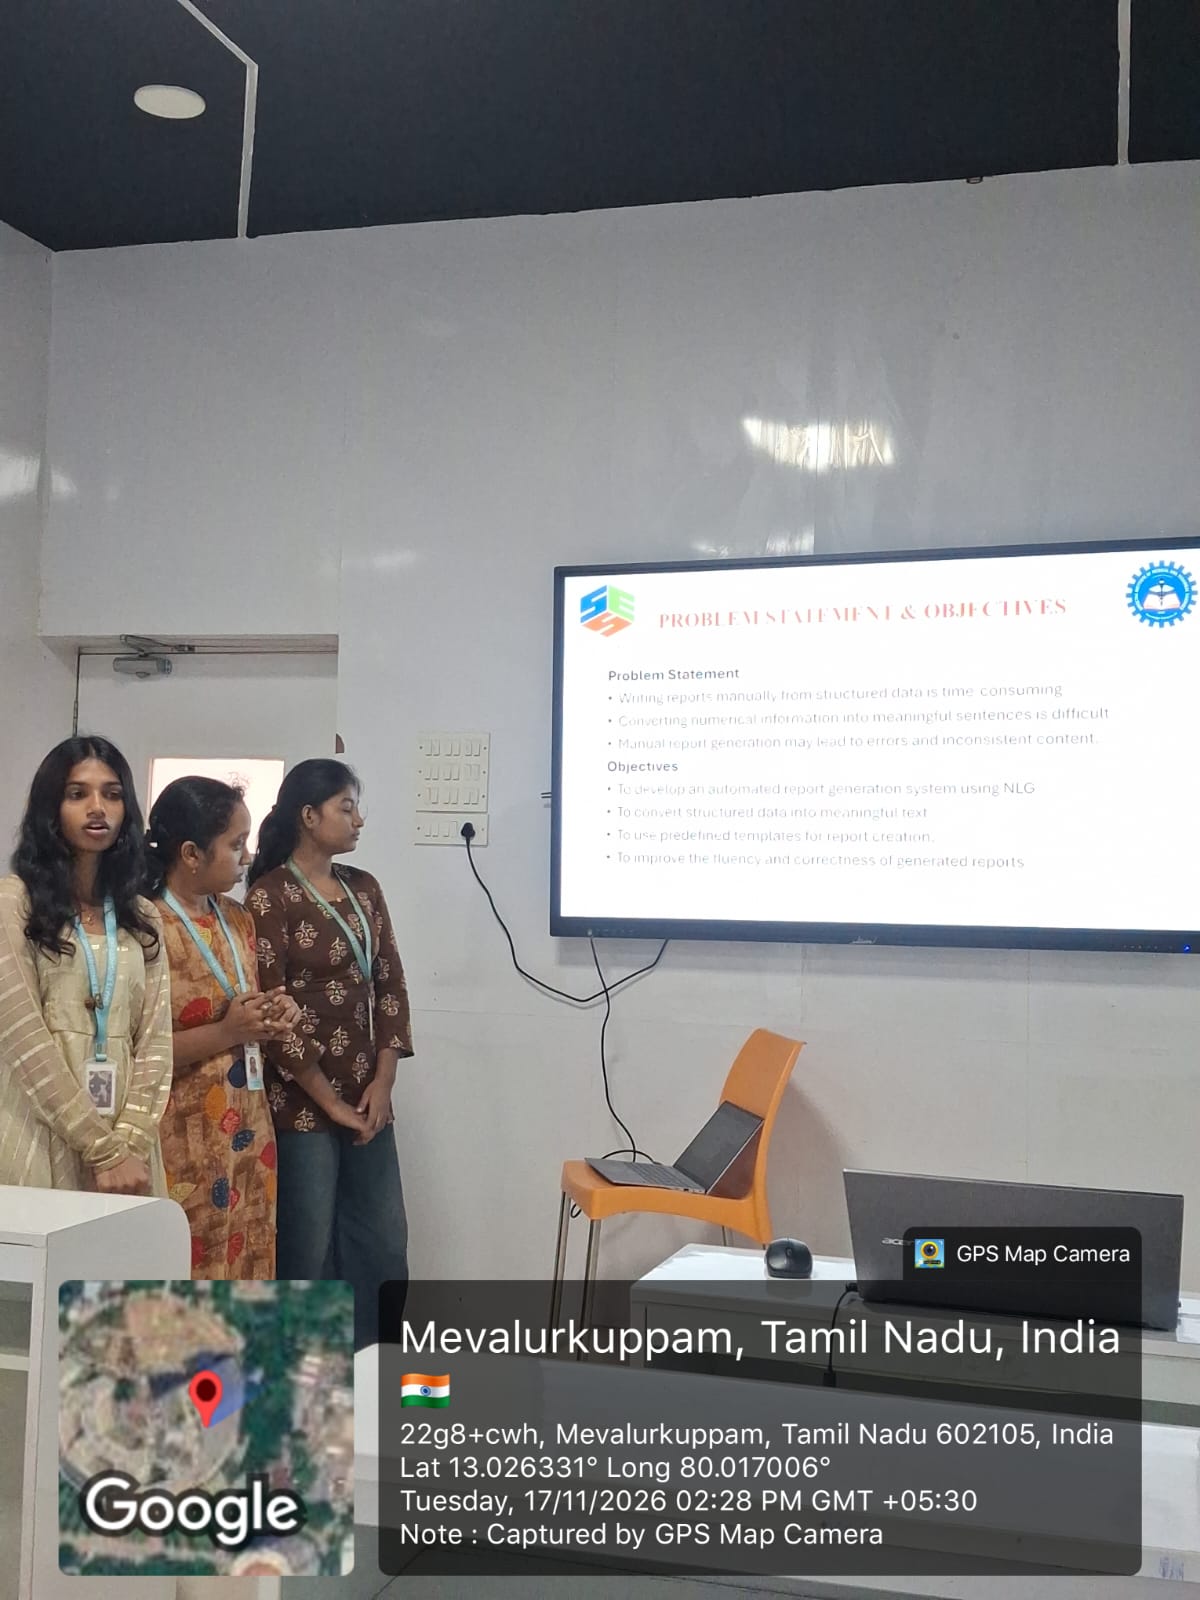 SES
PROBLEM STATEMENT & OBJECTIVES
Problem Statement
• Writing reports manually from structured data is time-consuming
• Converting numerical information into meaningful sentences is difficult
• Manual report generation may lead to errors and inconsistent content.
Objectives
• To develop an automated report generation system using NLG
• To convert structured data into meaningful text
• To use predefined templates for report creation.
• To improve the fluency and correctness of generated reports
acer
GPS Map Camera
Mevalurkuppam, Tamil Nadu, India
22g8+cwh, Mevalurkuppam, Tamil Nadu 602105, India
Lat 13.026331° Long 80.017006°
Tuesday, 17/11/2026 02:28 PM GMT +05:30
Note : Captured by GPS Map Camera
Google